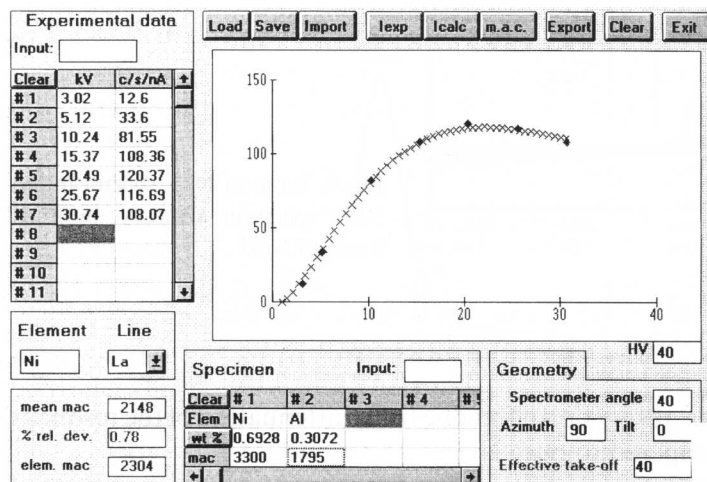 Experimental data
Input:
Clear kV c/s/nA
# 1 3.02 12.6
# 2 5.12 33.6
# 3 10.24 81.55
# 4 15.37 108.36
# 5 20.49 120.37
# 6 25.67 116.69
# 7 30.74 108.07
# 8
# 9
# 10
# 11
Load Save Import Iexp Icalc m.a.c. Export Clear Exit
150
100
50
0
0 10 20 30 40
HV 40
Element Line
Ni La
mean mac 2148
% rel. dev. 0.78
elem. mac 2304
Specimen Input:
Clear # 1 # 2 # 3 # 4 #
Elem Ni Al
wt % 0.6928 0.3072
mac 3300 1795
Geometry
Spectrometer angle 40
Azimuth 90 Tilt 0
Effective take-off 40